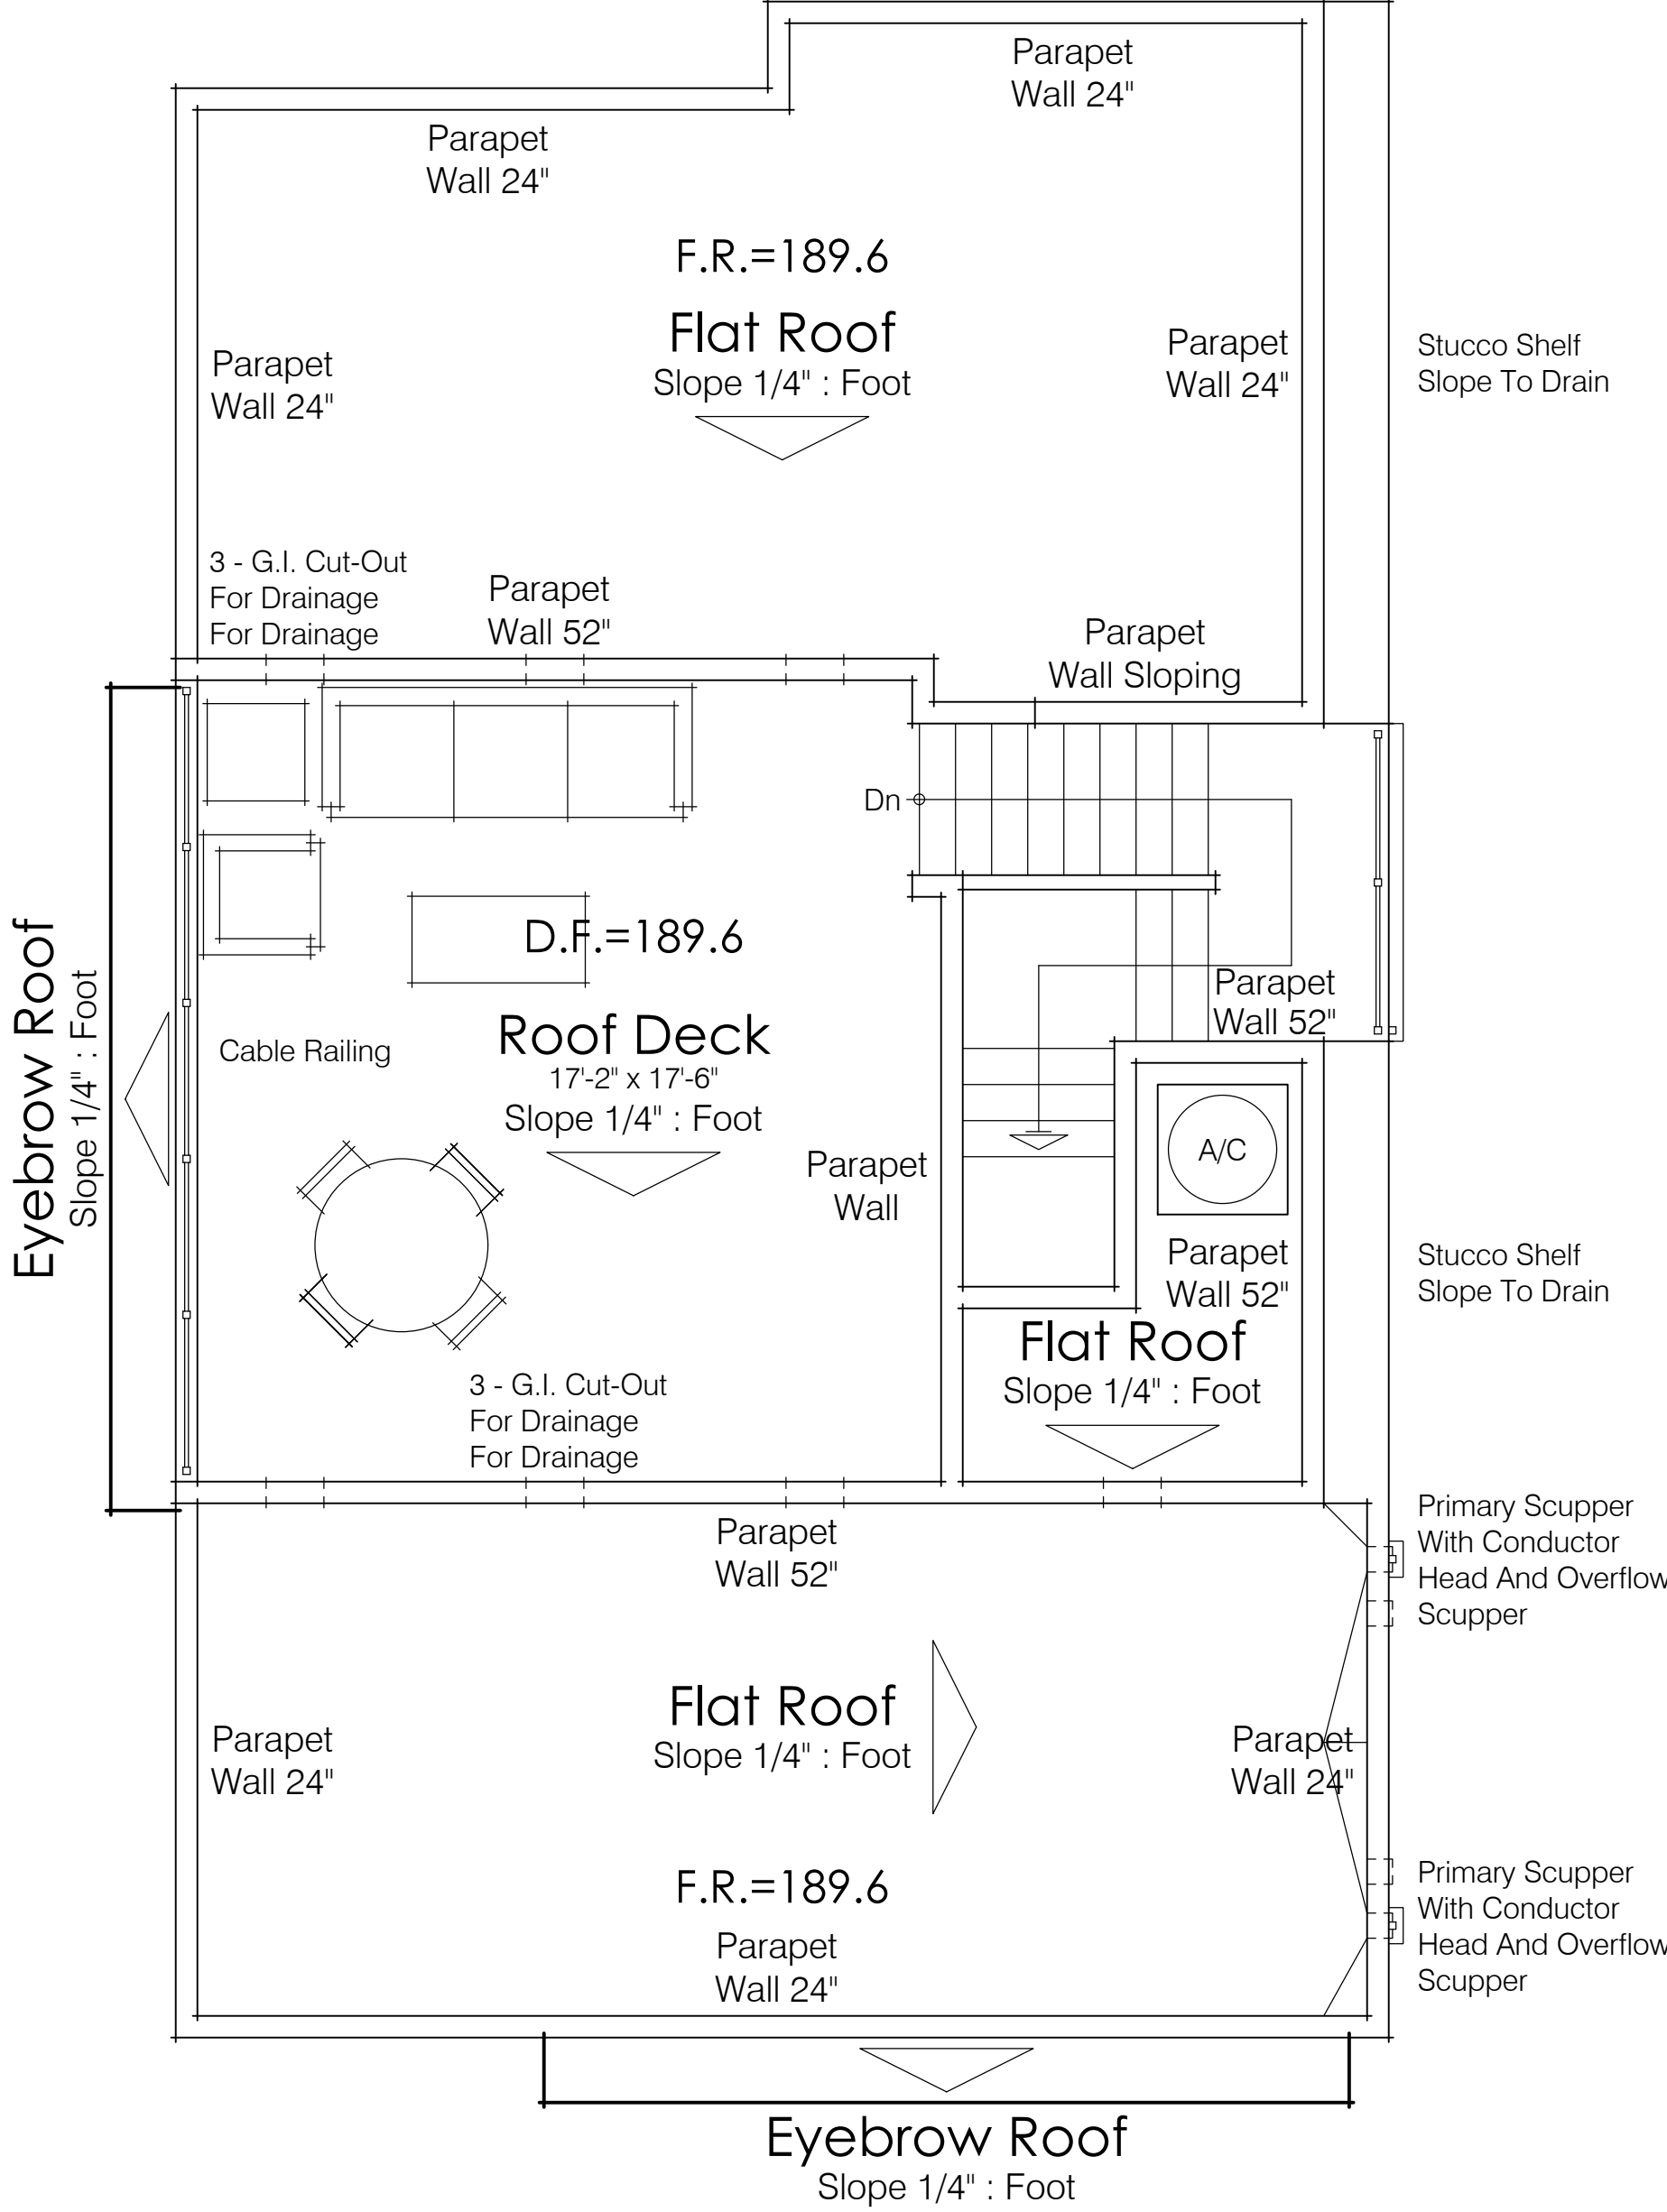 Parapet
Wall 24"
Parapet
Wall 24"
F.R.=189.6
Flat Roof
Slope 1/4" : Foot
Parapet
Wall 24"
Parapet
Wall 24"
Stucco Shelf
Slope To Drain
3 - G.I. Cut-Out
For Drainage
For Drainage
Parapet
Wall 52"
Parapet
Wall Sloping
Dn
D.F.=189.6
Roof Deck
17'-2" x 17'-6"
Slope 1/4" : Foot
Cable Railing
Eyebrow Roof
Slope 1/4" : Foot
Parapet
Wall 52"
A/C
Parapet
Wall
Parapet
Wall 52"
Stucco Shelf
Slope To Drain
Flat Roof
Slope 1/4" : Foot
3 - G.I. Cut-Out
For Drainage
For Drainage
Parapet
Wall 52"
Primary Scupper
With Conductor
Head And Overflow
Scupper
Flat Roof
Slope 1/4" : Foot
Parapet
Wall 24"
Parapet
Wall 24"
F.R.=189.6
Parapet
Wall 24"
Primary Scupper
With Conductor
Head And Overflow
Scupper
Eyebrow Roof
Slope 1/4" : Foot